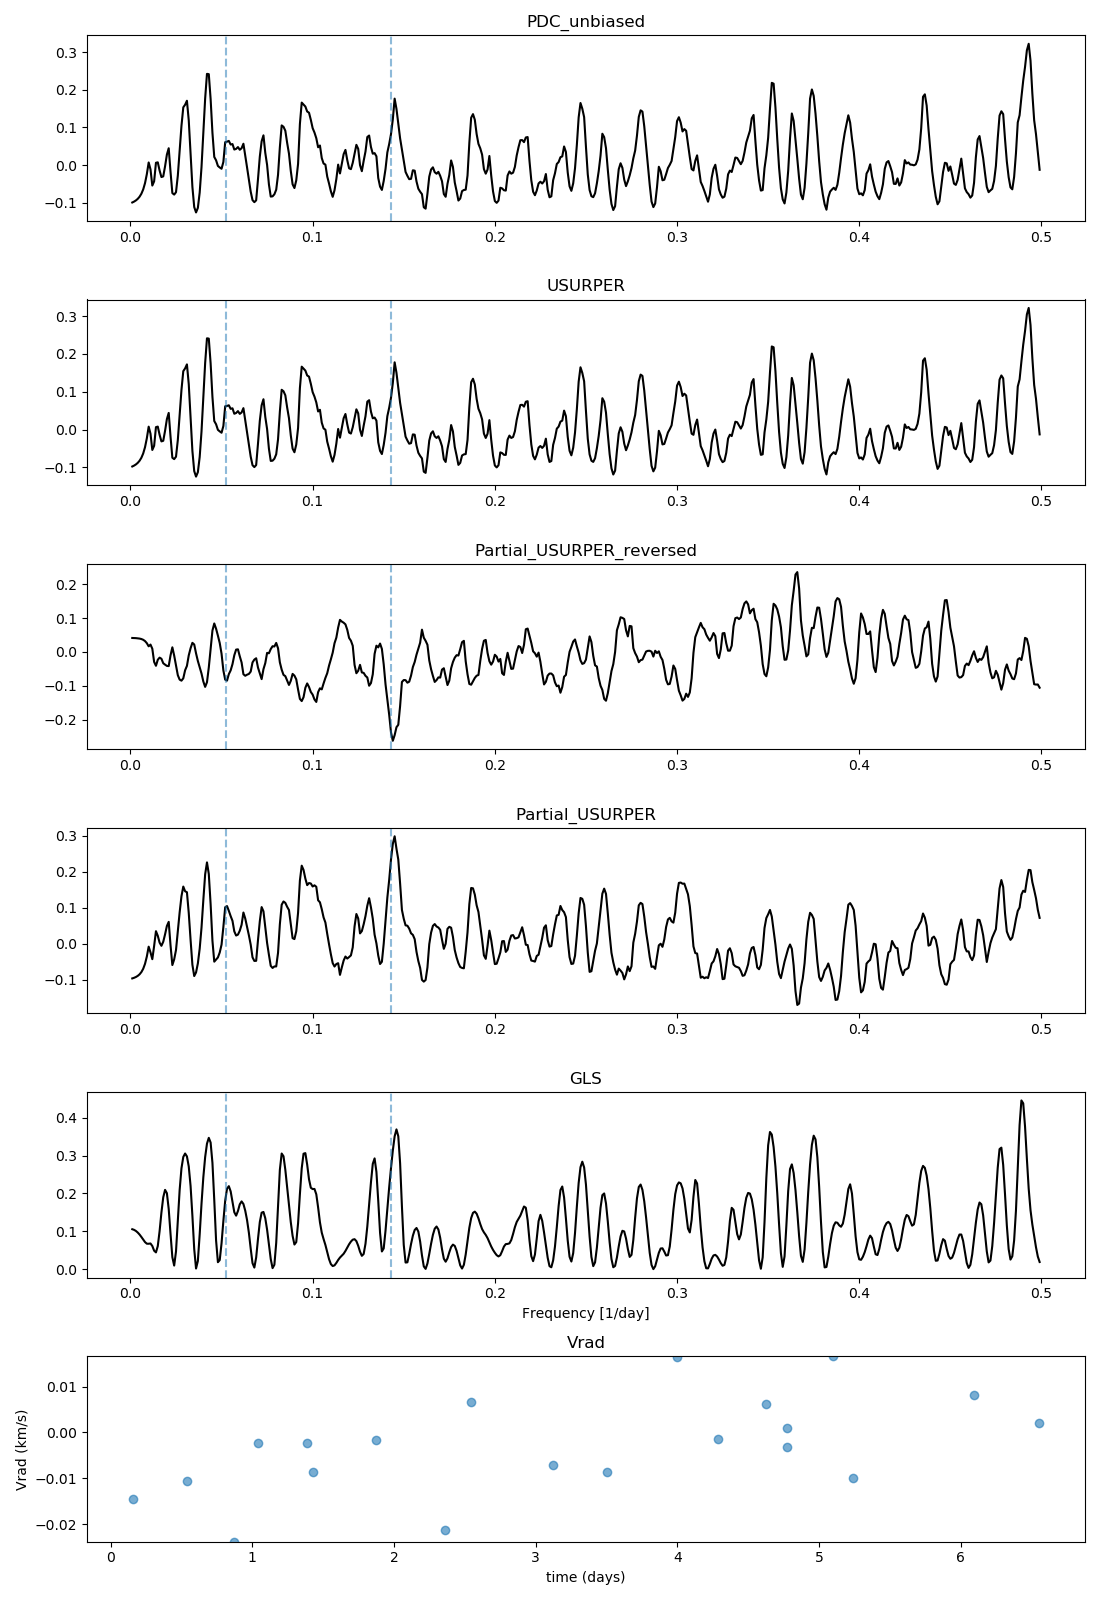 PDC_unbiased
0.3
0.2
0.1
0.0
−0.1
0.0 0.1 0.2 0.3 0.4 0.5
USURPER
0.3
0.2
0.1
0.0
−0.1
0.0 0.1 0.2 0.3 0.4 0.5
Partial_USURPER_reversed
0.2
0.1
0.0
−0.1
−0.2
0.0 0.1 0.2 0.3 0.4 0.5
Partial_USURPER
0.3
0.2
0.1
0.0
−0.1
0.0 0.1 0.2 0.3 0.4 0.5
GLS
0.4
0.3
0.2
0.1
0.0
0.0 0.1 0.2 0.3 0.4 0.5
Frequency [1/day]
Vrad
Vrad (km/s)
0.01
0.00
−0.01
−0.02
0 1 2 3 4 5 6
time (days)